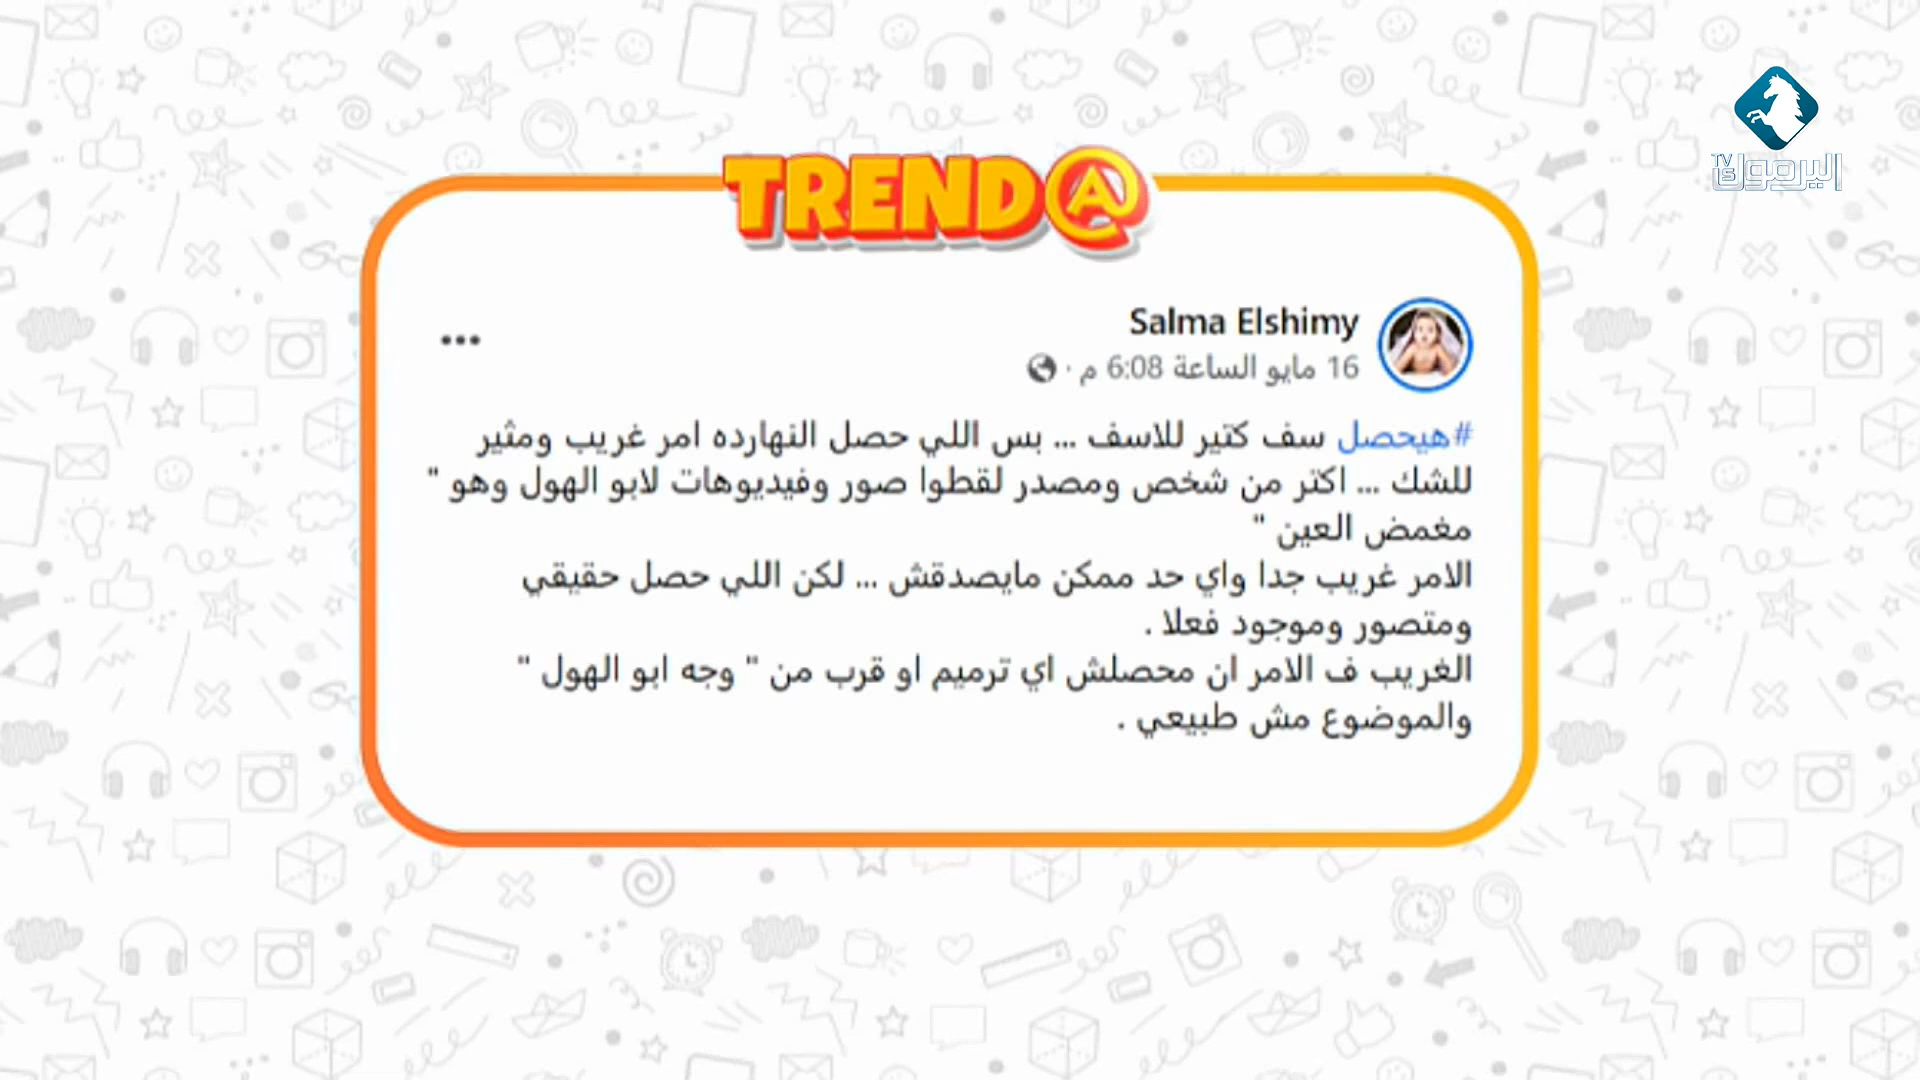 اليرموك
TV
IS
TREND@
Salma Elshimy
16 مايو الساعة 6:08 م ·
#هيحصل سف كتير للاسف ... بس اللي حصل النهارده امر غريب ومثير
للشك ... اكتر من شخص ومصدر لقطوا صور وفيديوهات لابو الهول وهو "
مغمض العين "
الامر غريب جدا واي حد ممكن مايصدقش ... لكن اللي حصل حقيقي
ومتصور وموجود فعلا .
الغريب ف الامر ان محصلش اي ترميم او قرب من " وجه ابو الهول "
والموضوع مش طبيعي .